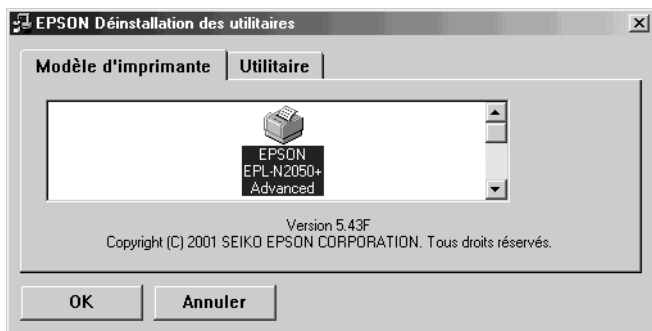 EPSON Déinstallation des utilitaires
Modèle d'imprimante
Utilitaire
EPSON
EPL-N2050+
Advanced
Version 5.43F
Copyright (C) 2001 SEIKO EPSON CORPORATION. Tous droits réservés.
OK
Annuler